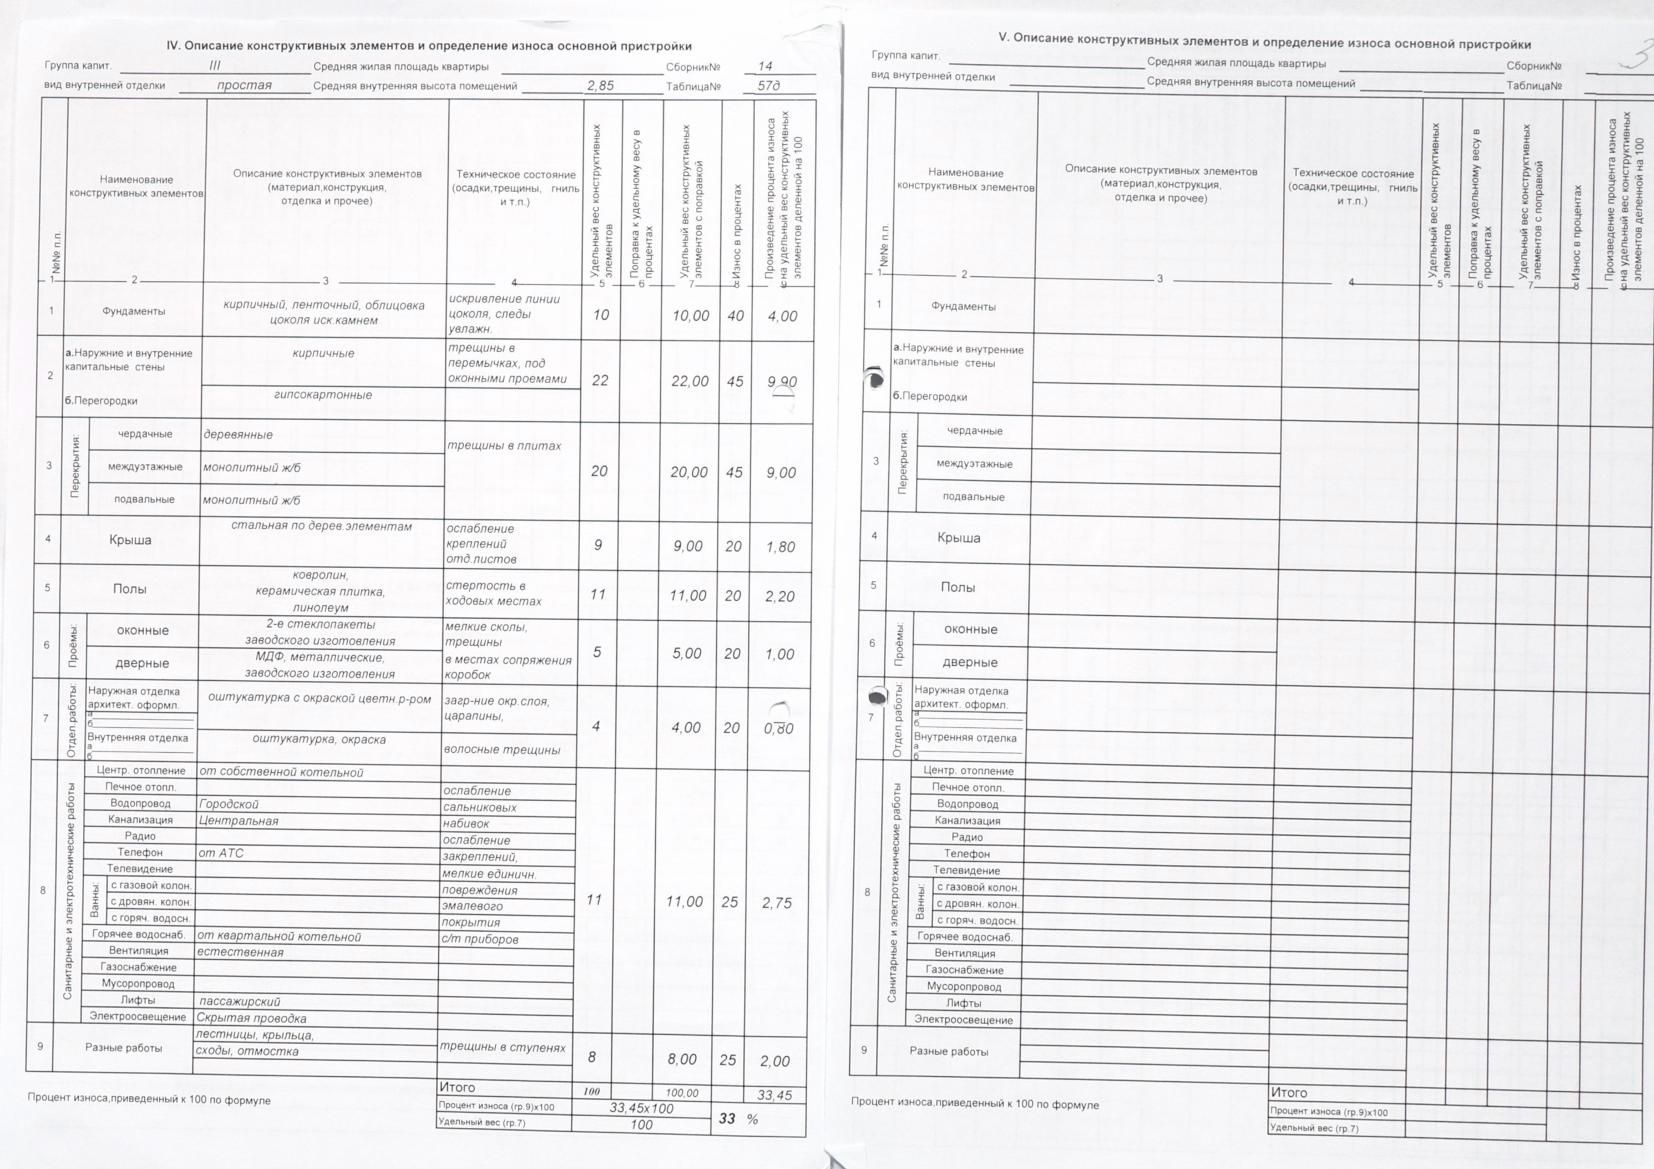 IV. Описание конструктивных элементов и определение износа основной пристройки
Группа капит. III Средняя жилая площадь квартиры Сборник№ 14
вид внутренней отделки простая Средняя внутренняя высота помещений 2,85 Таблица№ 57д
№№ п.п.
Наименование
конструктивных элементов
Описание конструктивных элементов
(материал,конструкция,
отделка и прочее)
Техническое состояние
(осадки,трещины, гниль
и т.п.)
Удельный вес конструктивных
элементов
Поправка к удельному весу в
процентах
Удельный вес конструктивных
элементов с поправкой
Износ в процентах
Произведение процента износа
на удельный вес конструктивных
элементов деленной на 100
1 2 3 4 5 6 7 8
1 Фундаменты
кирпичный, ленточный, облицовка
цоколя иск.камнем
искривление линии
цоколя, следы
увлажн.
10 10,00 40 4,00
2
а.Наружние и внутренние
капитальные стены
б.Перегородки
кирпичные
гипсокартонные
трещины в
перемычках, под
оконными проемами
22 22,00 45 9,90
3 Перекрытия:
чердачные деревянные
междуэтажные монолитный ж/б
подвальные монолитный ж/б
трещины в плитах
20 20,00 45 9,00
4 Крыша
стальная по дерев.элементам
ослабление
креплений
отд.листов
9 9,00 20 1,80
5 Полы
ковролин,
керамическая плитка,
линолеум
стертость в
ходовых местах
11 11,00 20 2,20
6 Проёмы:
оконные
2-е стеклопакеты
заводского изготовления
дверные
МДФ, металлические,
заводского изготовления
мелкие сколы,
трещины
в местах сопряжения
коробок
5 5,00 20 1,00
7 Отдел.работы:
Наружная отделка
архитект. оформл.
а
б
Внутренняя отделка
а
б
оштукатурка с окраской цветн.р-ром
оштукатурка, окраска
загр-ние окр.слоя,
царапины,
волосные трещины
4 4,00 20 0,80
8 Санитарные и электротехнические работы
Центр. отопление от собственной котельной
Печное отопл. ослабление
Водопровод Городской сальниковых
Канализация Центральная набивок
Радио ослабление
Телефон от АТС закреплений,
Телевидение мелкие единичн.
Ванны:
с газовой колон. повреждения
с дровян. колон. эмалевого
с горяч. водосн. покрытия
Горячее водоснаб. от квартальной котельной с/т приборов
Вентиляция естественная
Газоснабжение
Мусоропровод
Лифты пассажирский
Электроосвещение Скрытая проводка
11 11,00 25 2,75
9 Разные работы
лестницы, крыльца,
сходы, отмостка
трещины в ступенях
8 8,00 25 2,00
Итого 100 100,00 33,45
Процент износа,приведенный к 100 по формуле
Процент износа (гр.9)х100 33,45х100
Удельный вес (гр.7) 100
33 %
V. Описание конструктивных элементов и определение износа основной пристройки
3
Группа капит. Средняя жилая площадь квартиры Сборник№
вид внутренней отделки Средняя внутренняя высота помещений Таблица№
№№ п.п.
Наименование
конструктивных элементов
Описание конструктивных элементов
(материал,конструкция,
отделка и прочее)
Техническое состояние
(осадки,трещины, гниль
и т.п.)
Удельный вес конструктивных
элементов
Поправка к удельному весу в
процентах
Удельный вес конструктивных
элементов с поправкой
Износ в процентах
Произведение процента износа
на удельный вес конструктивных
элементов деленной на 100
1 2 3 4 5 6 7 8
1 Фундаменты
а.Наружние и внутренние
капитальные стены
б.Перегородки
3 Перекрытия:
чердачные
междуэтажные
подвальные
4 Крыша
5 Полы
6 Проёмы:
оконные
дверные
7 Отдел.работы:
Наружная отделка
архитект. оформл.
а
б
Внутренняя отделка
а
б
8 Санитарные и электротехнические работы
Центр. отопление
Печное отопл.
Водопровод
Канализация
Радио
Телефон
Телевидение
Ванны:
с газовой колон.
с дровян. колон.
с горяч. водосн.
Горячее водоснаб.
Вентиляция
Газоснабжение
Мусоропровод
Лифты
Электроосвещение
9 Разные работы
Итого
Процент износа,приведенный к 100 по формуле
Процент износа (гр.9)х100
Удельный вес (гр.7)